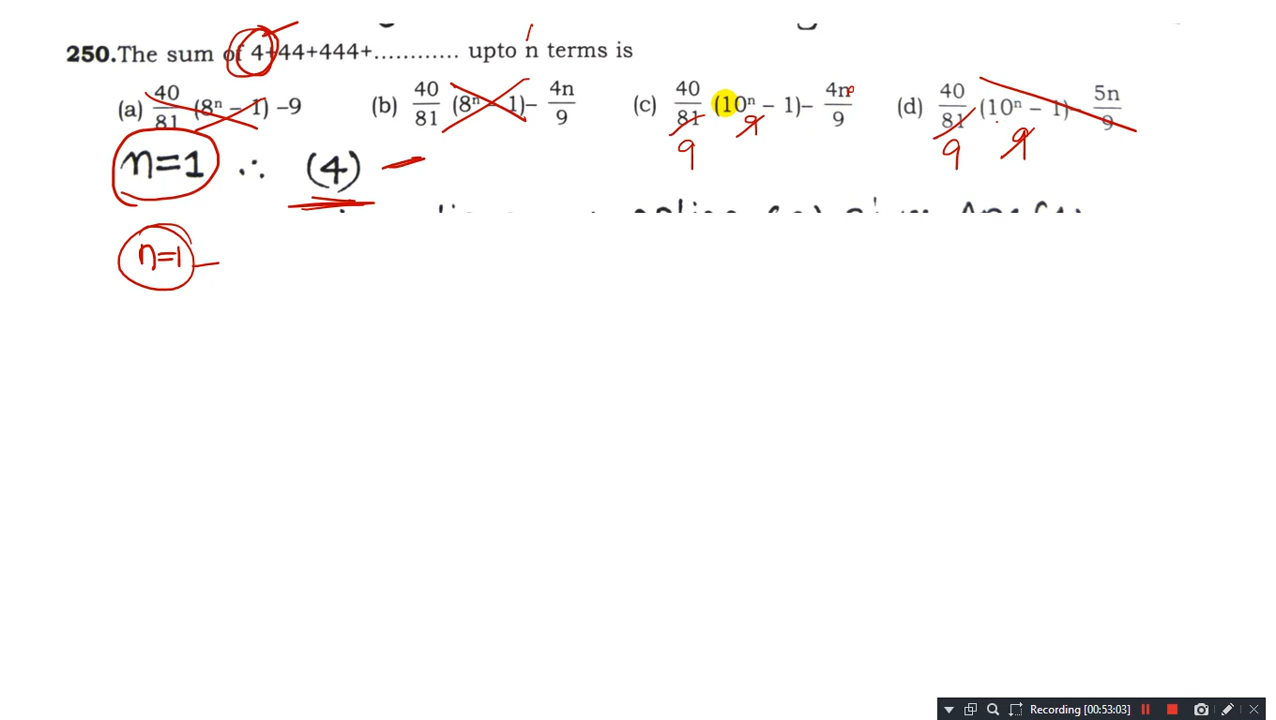 250.The sum of 4+44+444+............ upto n terms is
(a) 40/81 (8ⁿ – 1) –9 (b) 40/81 (8ⁿ – 1)– 4n/9 (c) 40/81 (10ⁿ – 1)– 4n/9 (d) 40/81 (10ⁿ – 1)– 5n/9
9 9 9 9
n=1 ∴ (4)
n=1
Recording [00:53:03]